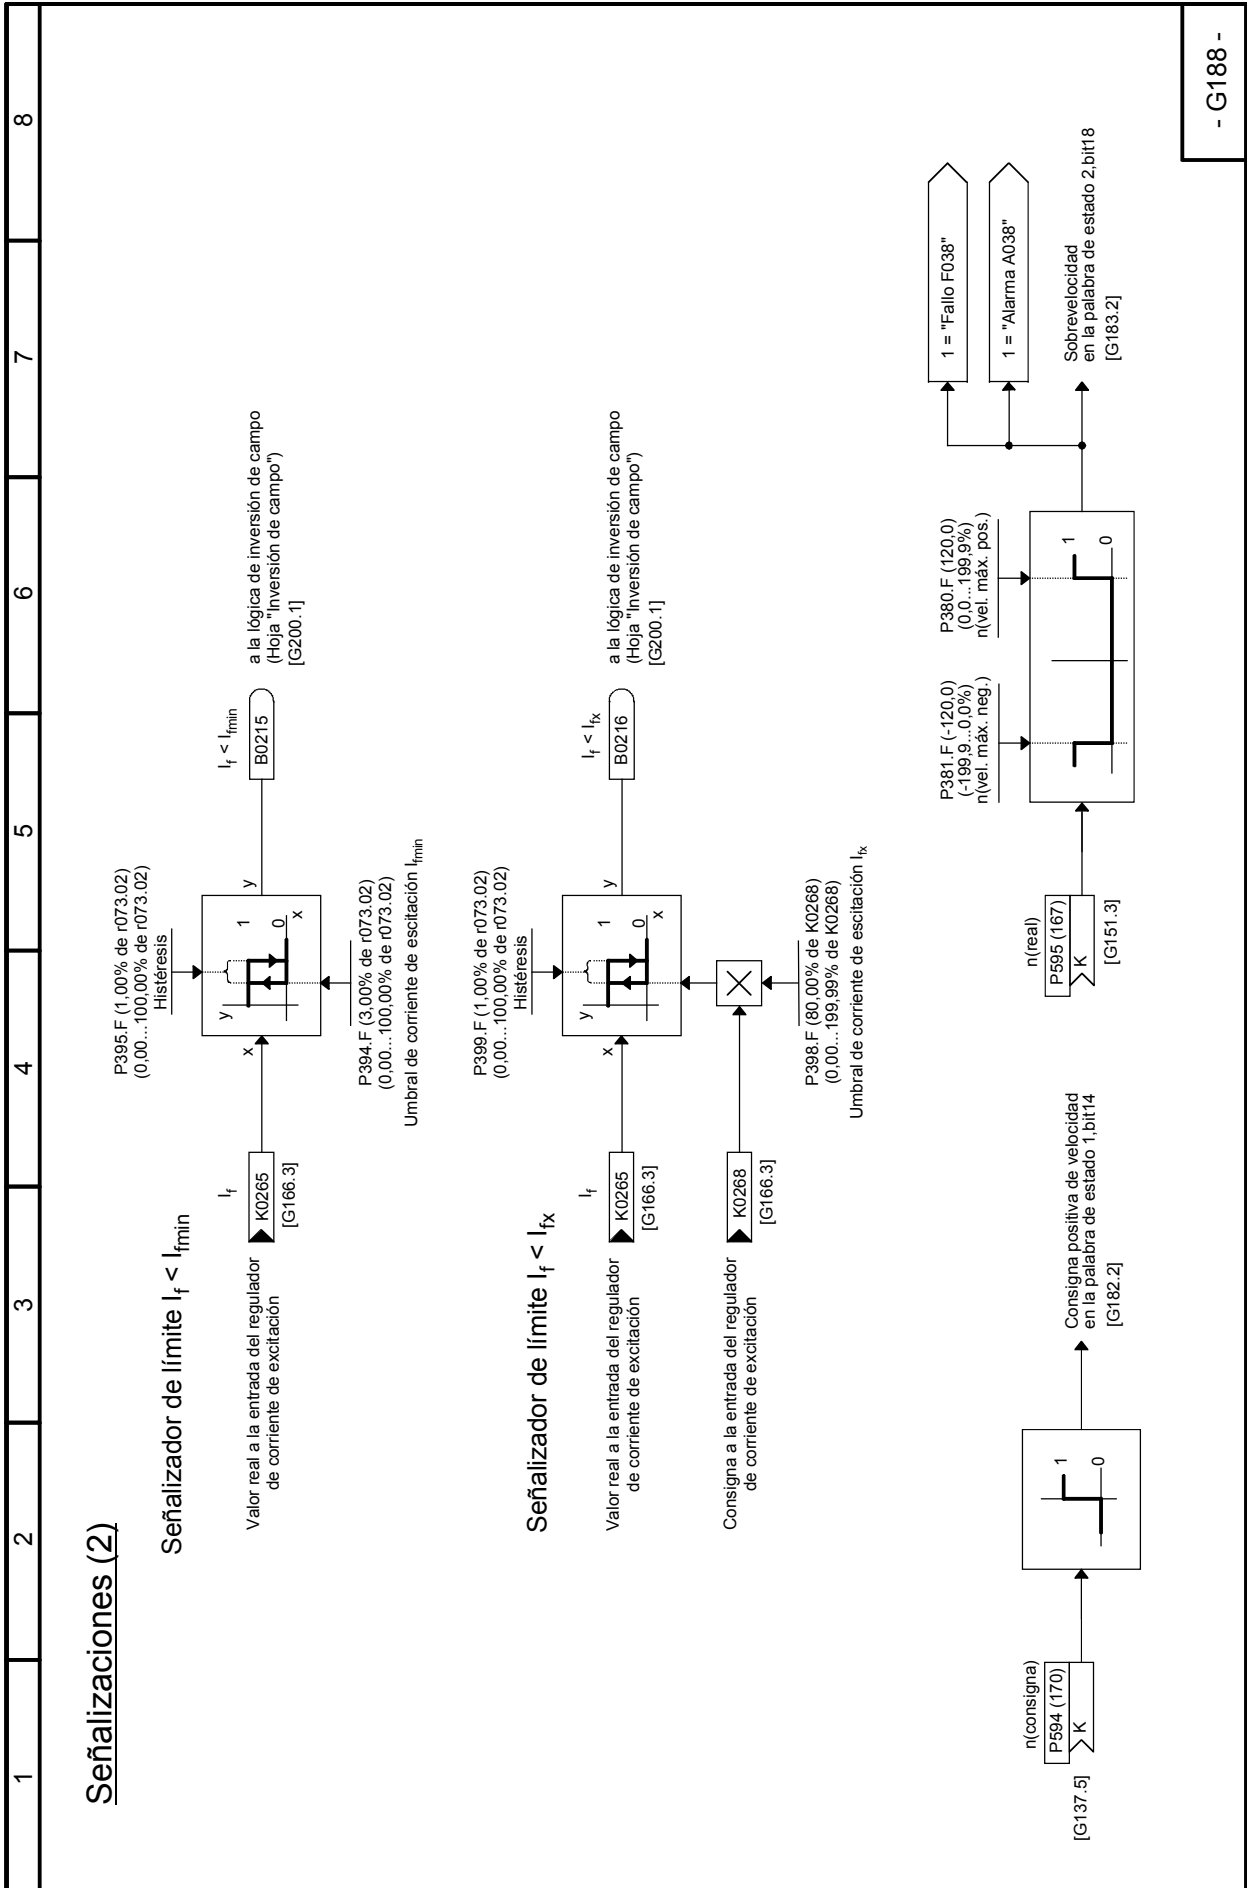 1 2 3 4 5 6 7 8
Señalizaciones (2)
Señalizador de límite If < Ifmin
Valor real a la entrada del regulador
de corriente de excitación
If
K0265
[G166.3]
x
P395.F (1,00% de r073.02)
(0,00...100,00% de r073.02)
Histéresis
y
1
0
x
y
P394.F (3,00% de r073.02)
(0,00...100,00% de r073.02)
Umbral de corriente de escitación Ifmin
If < Ifmin
B0215
a la lógica de inversión de campo
(Hoja "Inversión de campo")
[G200.1]
Señalizador de límite If < Ifx
Valor real a la entrada del regulador
de corriente de excitación
If
K0265
[G166.3]
x
P399.F (1,00% de r073.02)
(0,00...100,00% de r073.02)
Histéresis
y
1
0
x
y
If < Ifx
B0216
a la lógica de inversión de campo
(Hoja "Inversión de campo")
[G200.1]
Consigna a la entrada del regulador
de corriente de excitación
K0268
[G166.3]
P398.F (80,00% de K0268)
(0,00...199,99% de K0268)
Umbral de corriente de escitación Ifx
n(consigna)
P594 (170)
K
[G137.5]
1
0
Consigna positiva de velocidad
en la palabra de estado 1,bit14
[G182.2]
n(real)
P595 (167)
K
[G151.3]
P381.F (-120,0)
(-199,9...0,0%)
n(vel. máx. neg.)
P380.F (120,0)
(0,0...199,9%)
n(vel. máx. pos.)
1
0
1 = "Fallo F038"
1 = "Alarma A038"
Sobrevelocidad
en la palabra de estado 2,bit18
[G183.2]
- G188 -